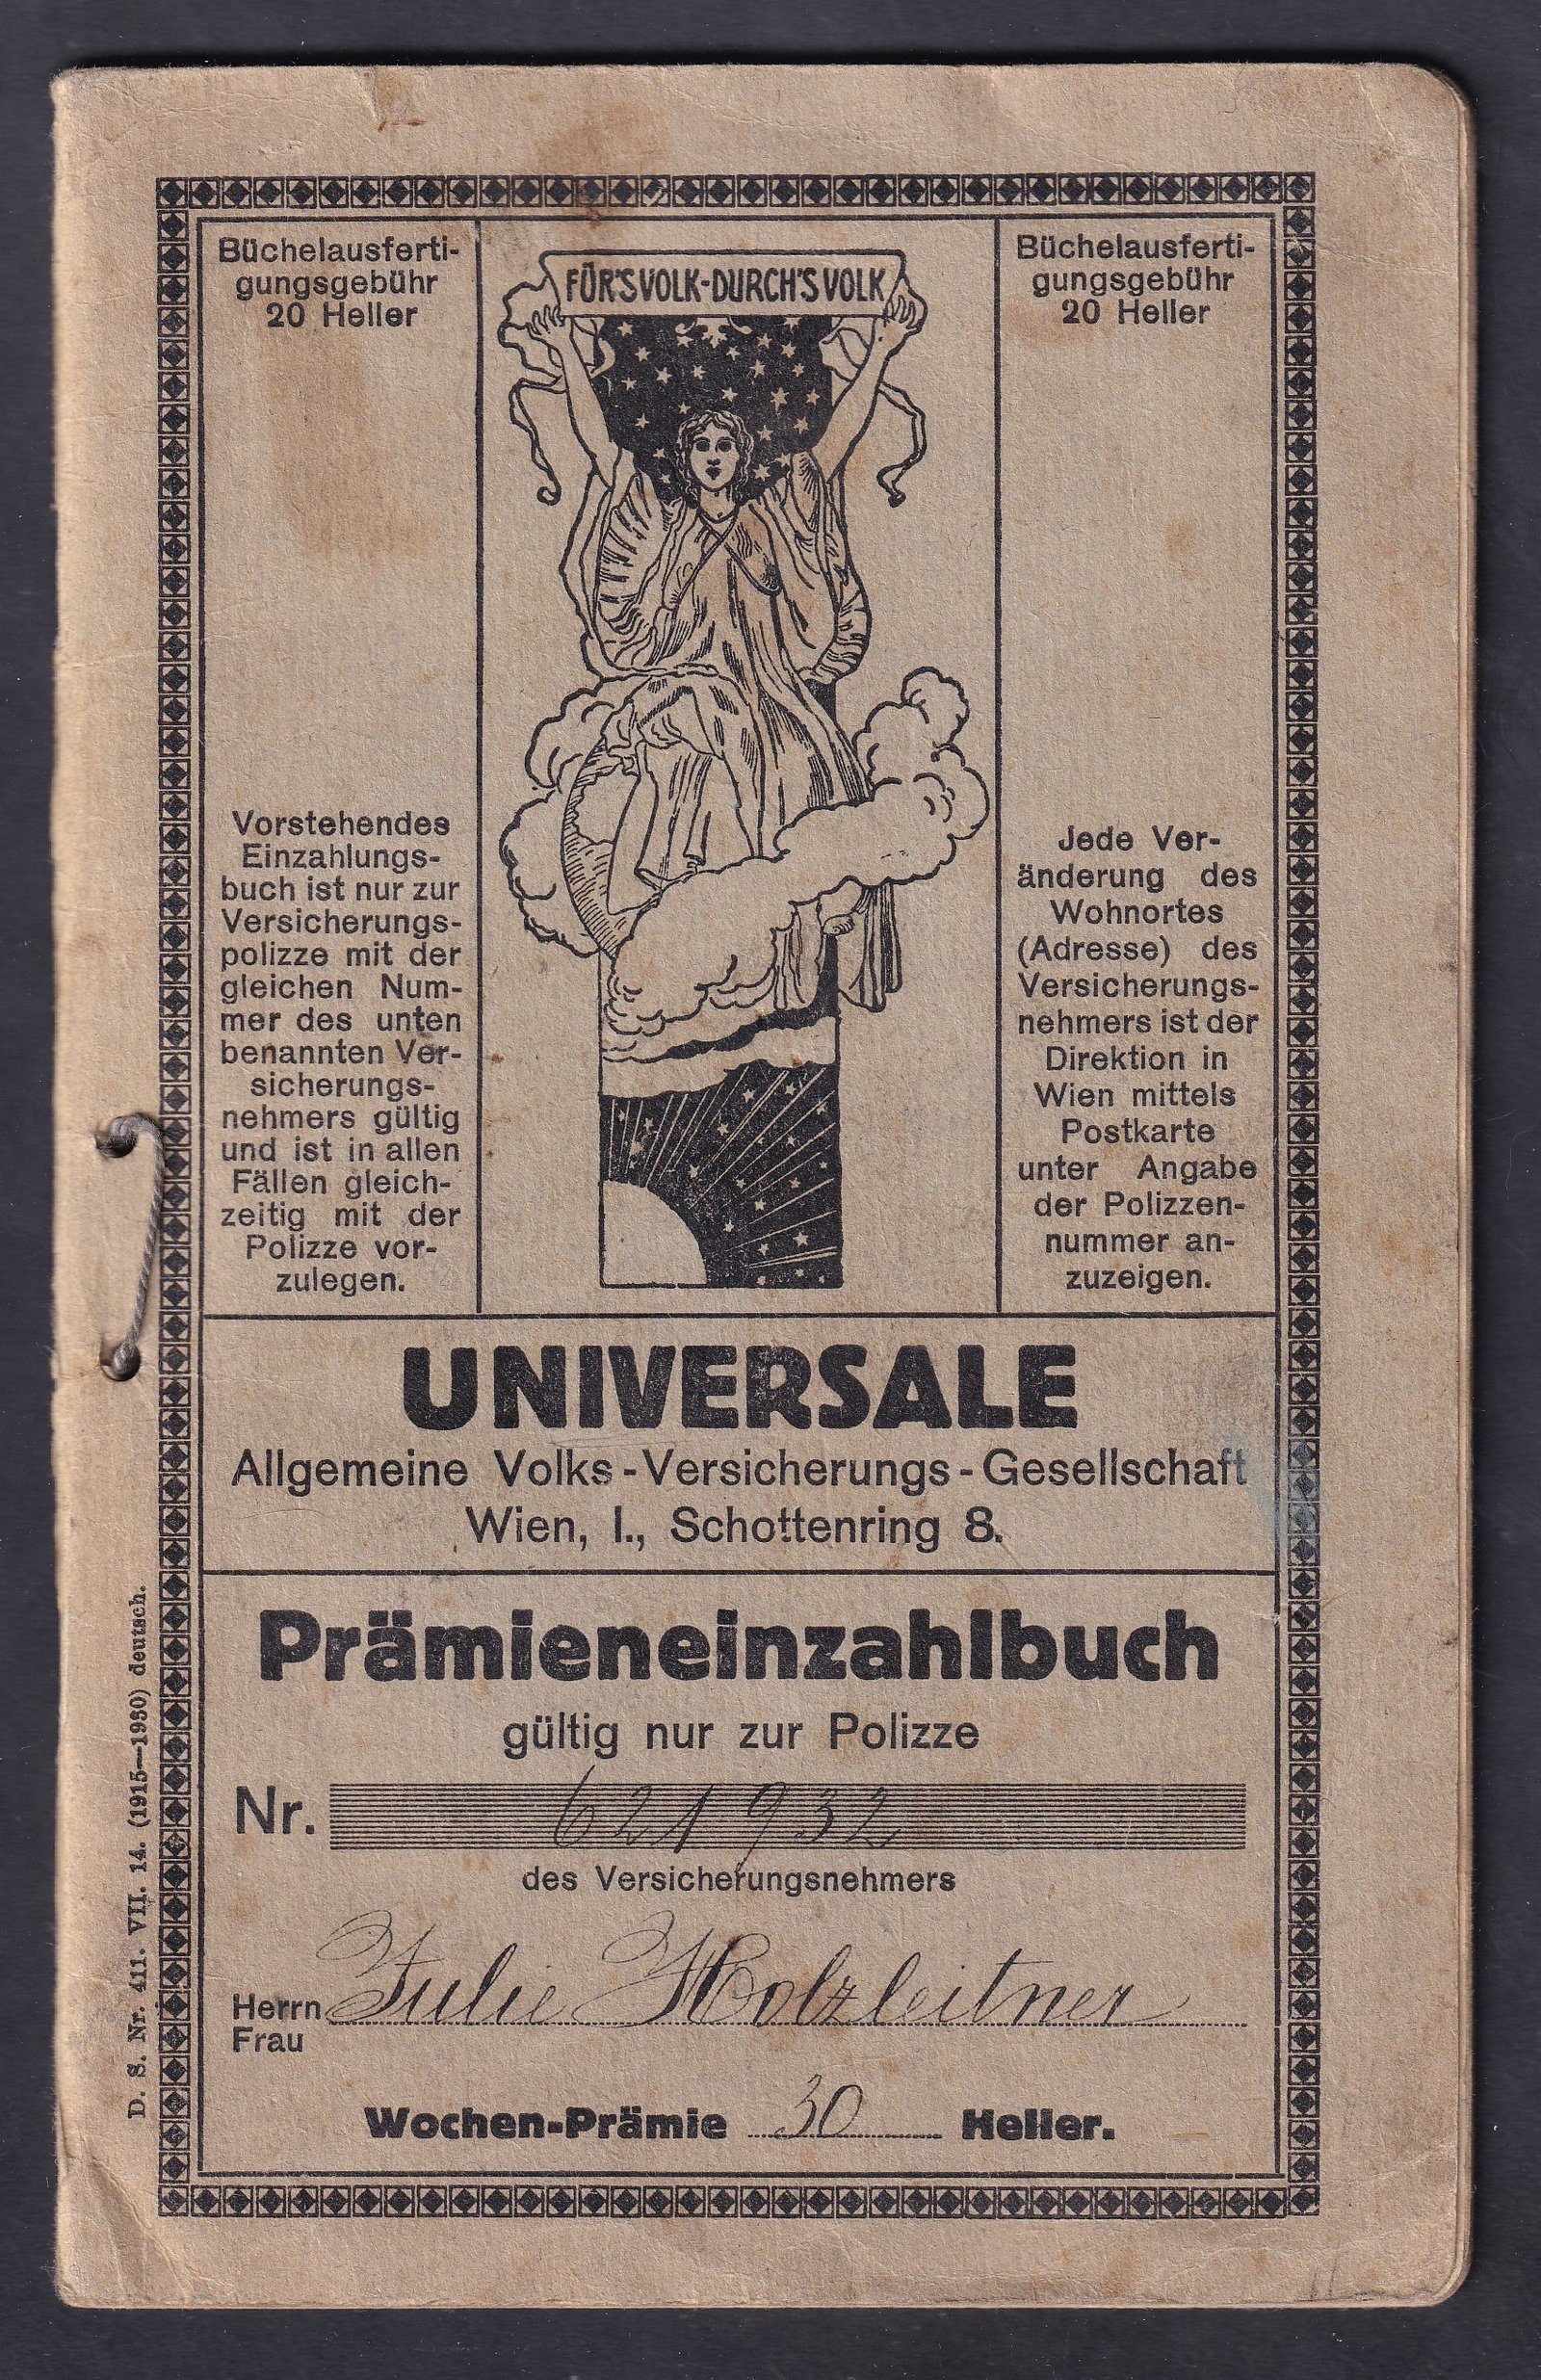 Büchelausferti-
gungsgebühr
20 Heller
FÜR'S VOLK-DURCH'S VOLK
Büchelausferti-
gungsgebühr
20 Heller
Vorstehendes
Einzahlungs-
buch ist nur zur
Versicherungs-
polizze mit der
gleichen Num-
mer des unten
benannten Ver-
sicherungs-
nehmers gültig
und ist in allen
Fällen gleich-
zeitig mit der
Polizze vor-
zulegen.
Jede Ver-
änderung des
Wohnortes
(Adresse) des
Versicherungs-
nehmers ist der
Direktion in
Wien mittels
Postkarte
unter Angabe
der Polizzen-
nummer an-
zuzeigen.
UNIVERSALE
Allgemeine Volks-Versicherungs-Gesellschaft
Wien, I., Schottenring 8.
Prämieneinzahlbuch
gültig nur zur Polizze
Nr. 621932
des Versicherungsnehmers
Herrn Julie Holzleitner
Frau
Wochen-Prämie 30 Heller.
D. S. Nr. 411. VII. 14. (1915—1930) deutsch.